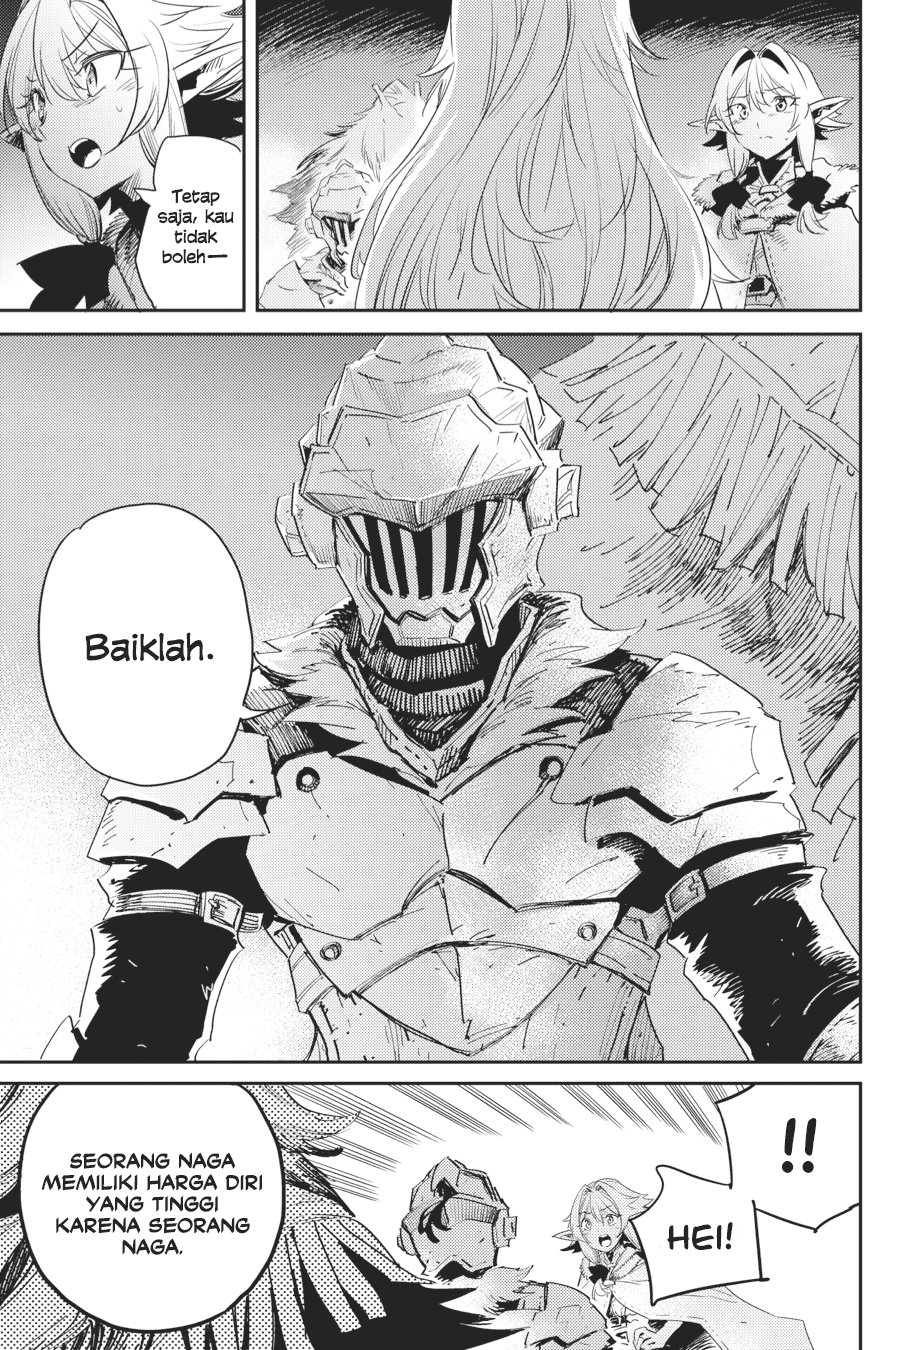 Tetap
saja, kau
tidak
boleh—
Baiklah.
!!
HEI!
SEORANG NAGA
MEMILIKI HARGA DIRI
YANG TINGGI
KARENA SEORANG
NAGA.